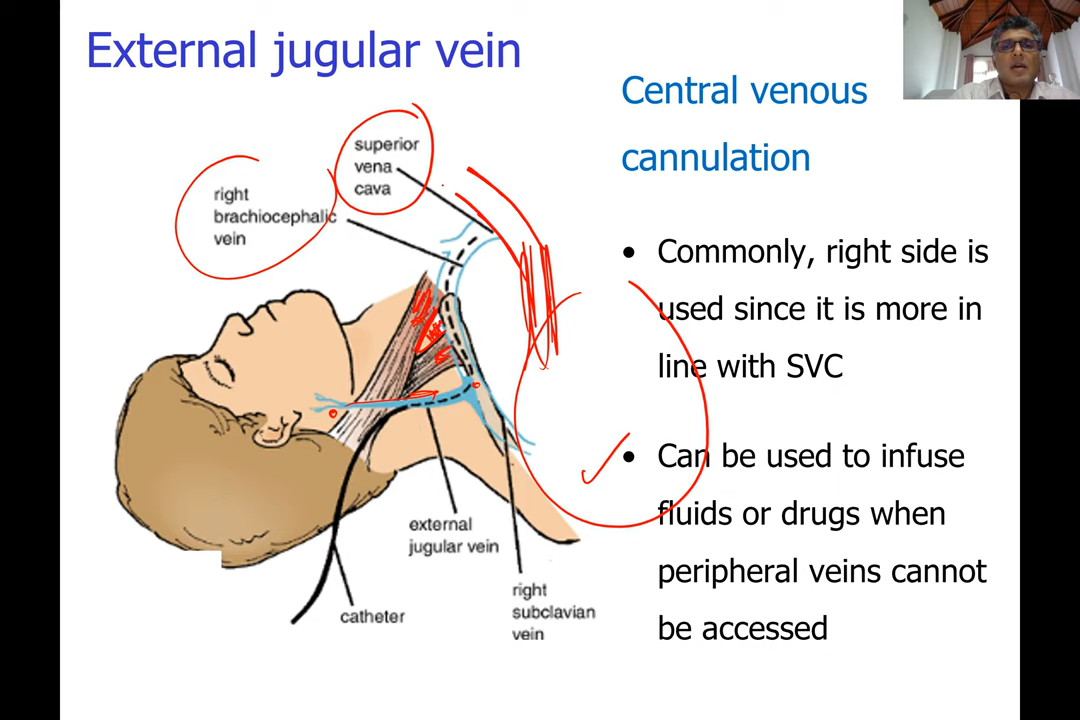 External jugular vein
superior
vena
cava
right
brachiocephalic
vein
external
jugular vein
catheter
right
subclavian
vein
Central venous
cannulation
• Commonly, right side is
used since it is more in
line with SVC
• Can be used to infuse
fluids or drugs when
peripheral veins cannot
be accessed